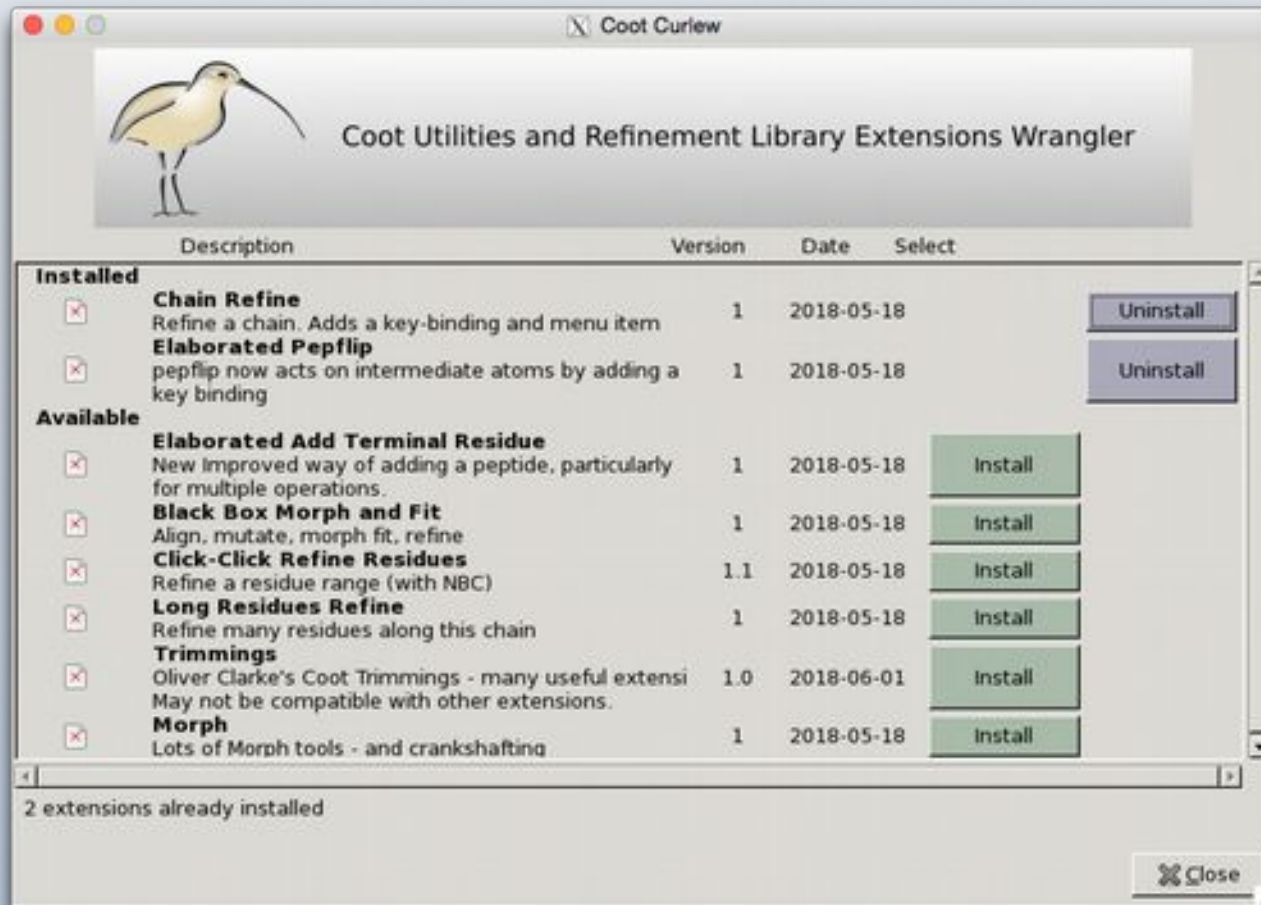 Coot Curlew
Coot Utilities and Refinement Library Extensions Wrangler
Description Version Date Select
Installed
Chain Refine
Refine a chain. Adds a key-binding and menu item 1 2018-05-18 Uninstall
Elaborated Pepflip
pepflip now acts on intermediate atoms by adding a 1 2018-05-18 Uninstall
key binding
Available
Elaborated Add Terminal Residue
New Improved way of adding a peptide, particularly 1 2018-05-18 Install
for multiple operations.
Black Box Morph and Fit
Align, mutate, morph fit, refine 1 2018-05-18 Install
Click-Click Refine Residues
Refine a residue range (with NBC) 1.1 2018-05-18 Install
Long Residues Refine
Refine many residues along this chain 1 2018-05-18 Install
Trimmings
Oliver Clarke's Coot Trimmings - many useful extensi 1.0 2018-06-01 Install
May not be compatible with other extensions.
Morph
Lots of Morph tools - and crankshafting 1 2018-05-18 Install
2 extensions already installed
Close